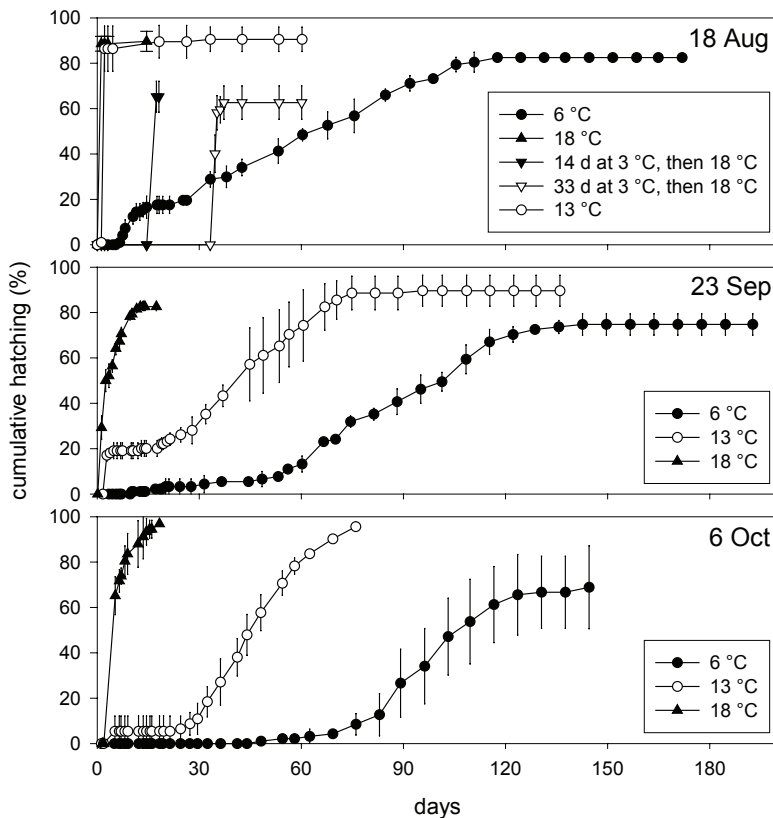 100
80
60
40
20
0
18 Aug
6 °C
18 °C
14 d at 3 °C, then 18 °C
33 d at 3 °C, then 18 °C
13 °C
cumulative hatching (%)
100
80
60
40
20
0
23 Sep
6 °C
13 °C
18 °C
100
80
60
40
20
0
6 Oct
6 °C
13 °C
18 °C
0 30 60 90 120 150 180
days